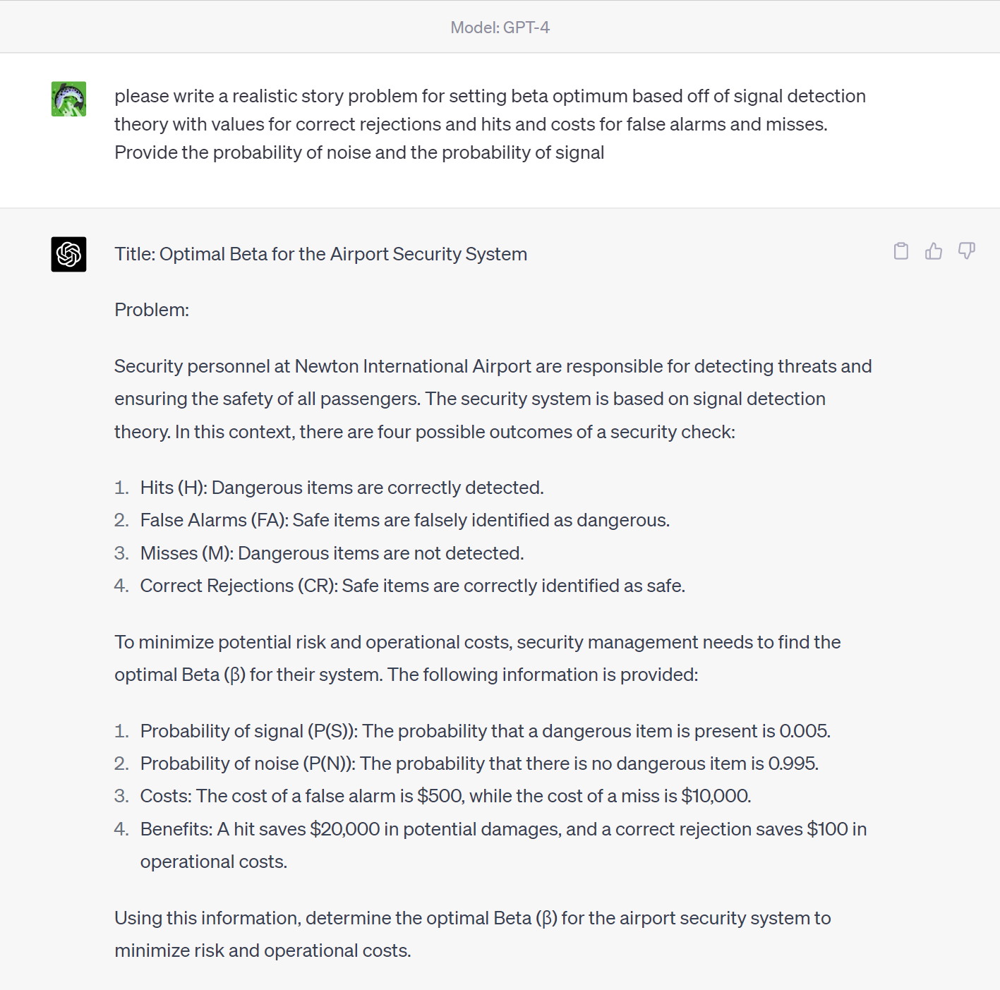 Model: GPT-4
please write a realistic story problem for setting beta optimum based off of signal detection
theory with values for correct rejections and hits and costs for false alarms and misses.
Provide the probability of noise and the probability of signal
Title: Optimal Beta for the Airport Security System
Problem:
Security personnel at Newton International Airport are responsible for detecting threats and
ensuring the safety of all passengers. The security system is based on signal detection
theory. In this context, there are four possible outcomes of a security check:
1. Hits (H): Dangerous items are correctly detected.
2. False Alarms (FA): Safe items are falsely identified as dangerous.
3. Misses (M): Dangerous items are not detected.
4. Correct Rejections (CR): Safe items are correctly identified as safe.
To minimize potential risk and operational costs, security management needs to find the
optimal Beta (β) for their system. The following information is provided:
1. Probability of signal (P(S)): The probability that a dangerous item is present is 0.005.
2. Probability of noise (P(N)): The probability that there is no dangerous item is 0.995.
3. Costs: The cost of a false alarm is $500, while the cost of a miss is $10,000.
4. Benefits: A hit saves $20,000 in potential damages, and a correct rejection saves $100 in
operational costs.
Using this information, determine the optimal Beta (β) for the airport security system to
minimize risk and operational costs.